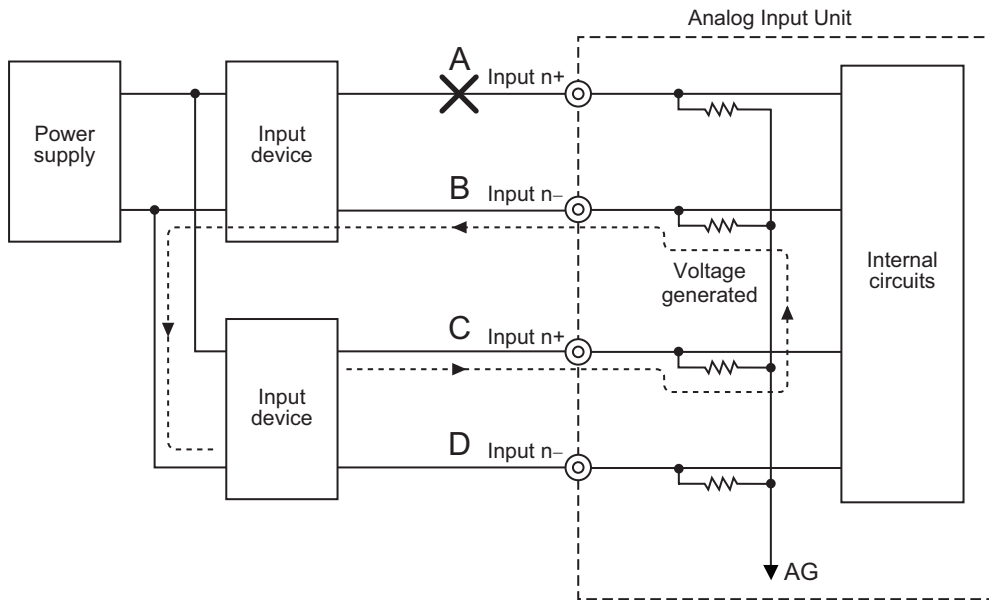 Analog Input Unit
A
Input n+
Power
supply
Input
device
B
Input n−
Internal
circuits
Voltage
generated
C
Input n+
Input
device
D
Input n−
AG